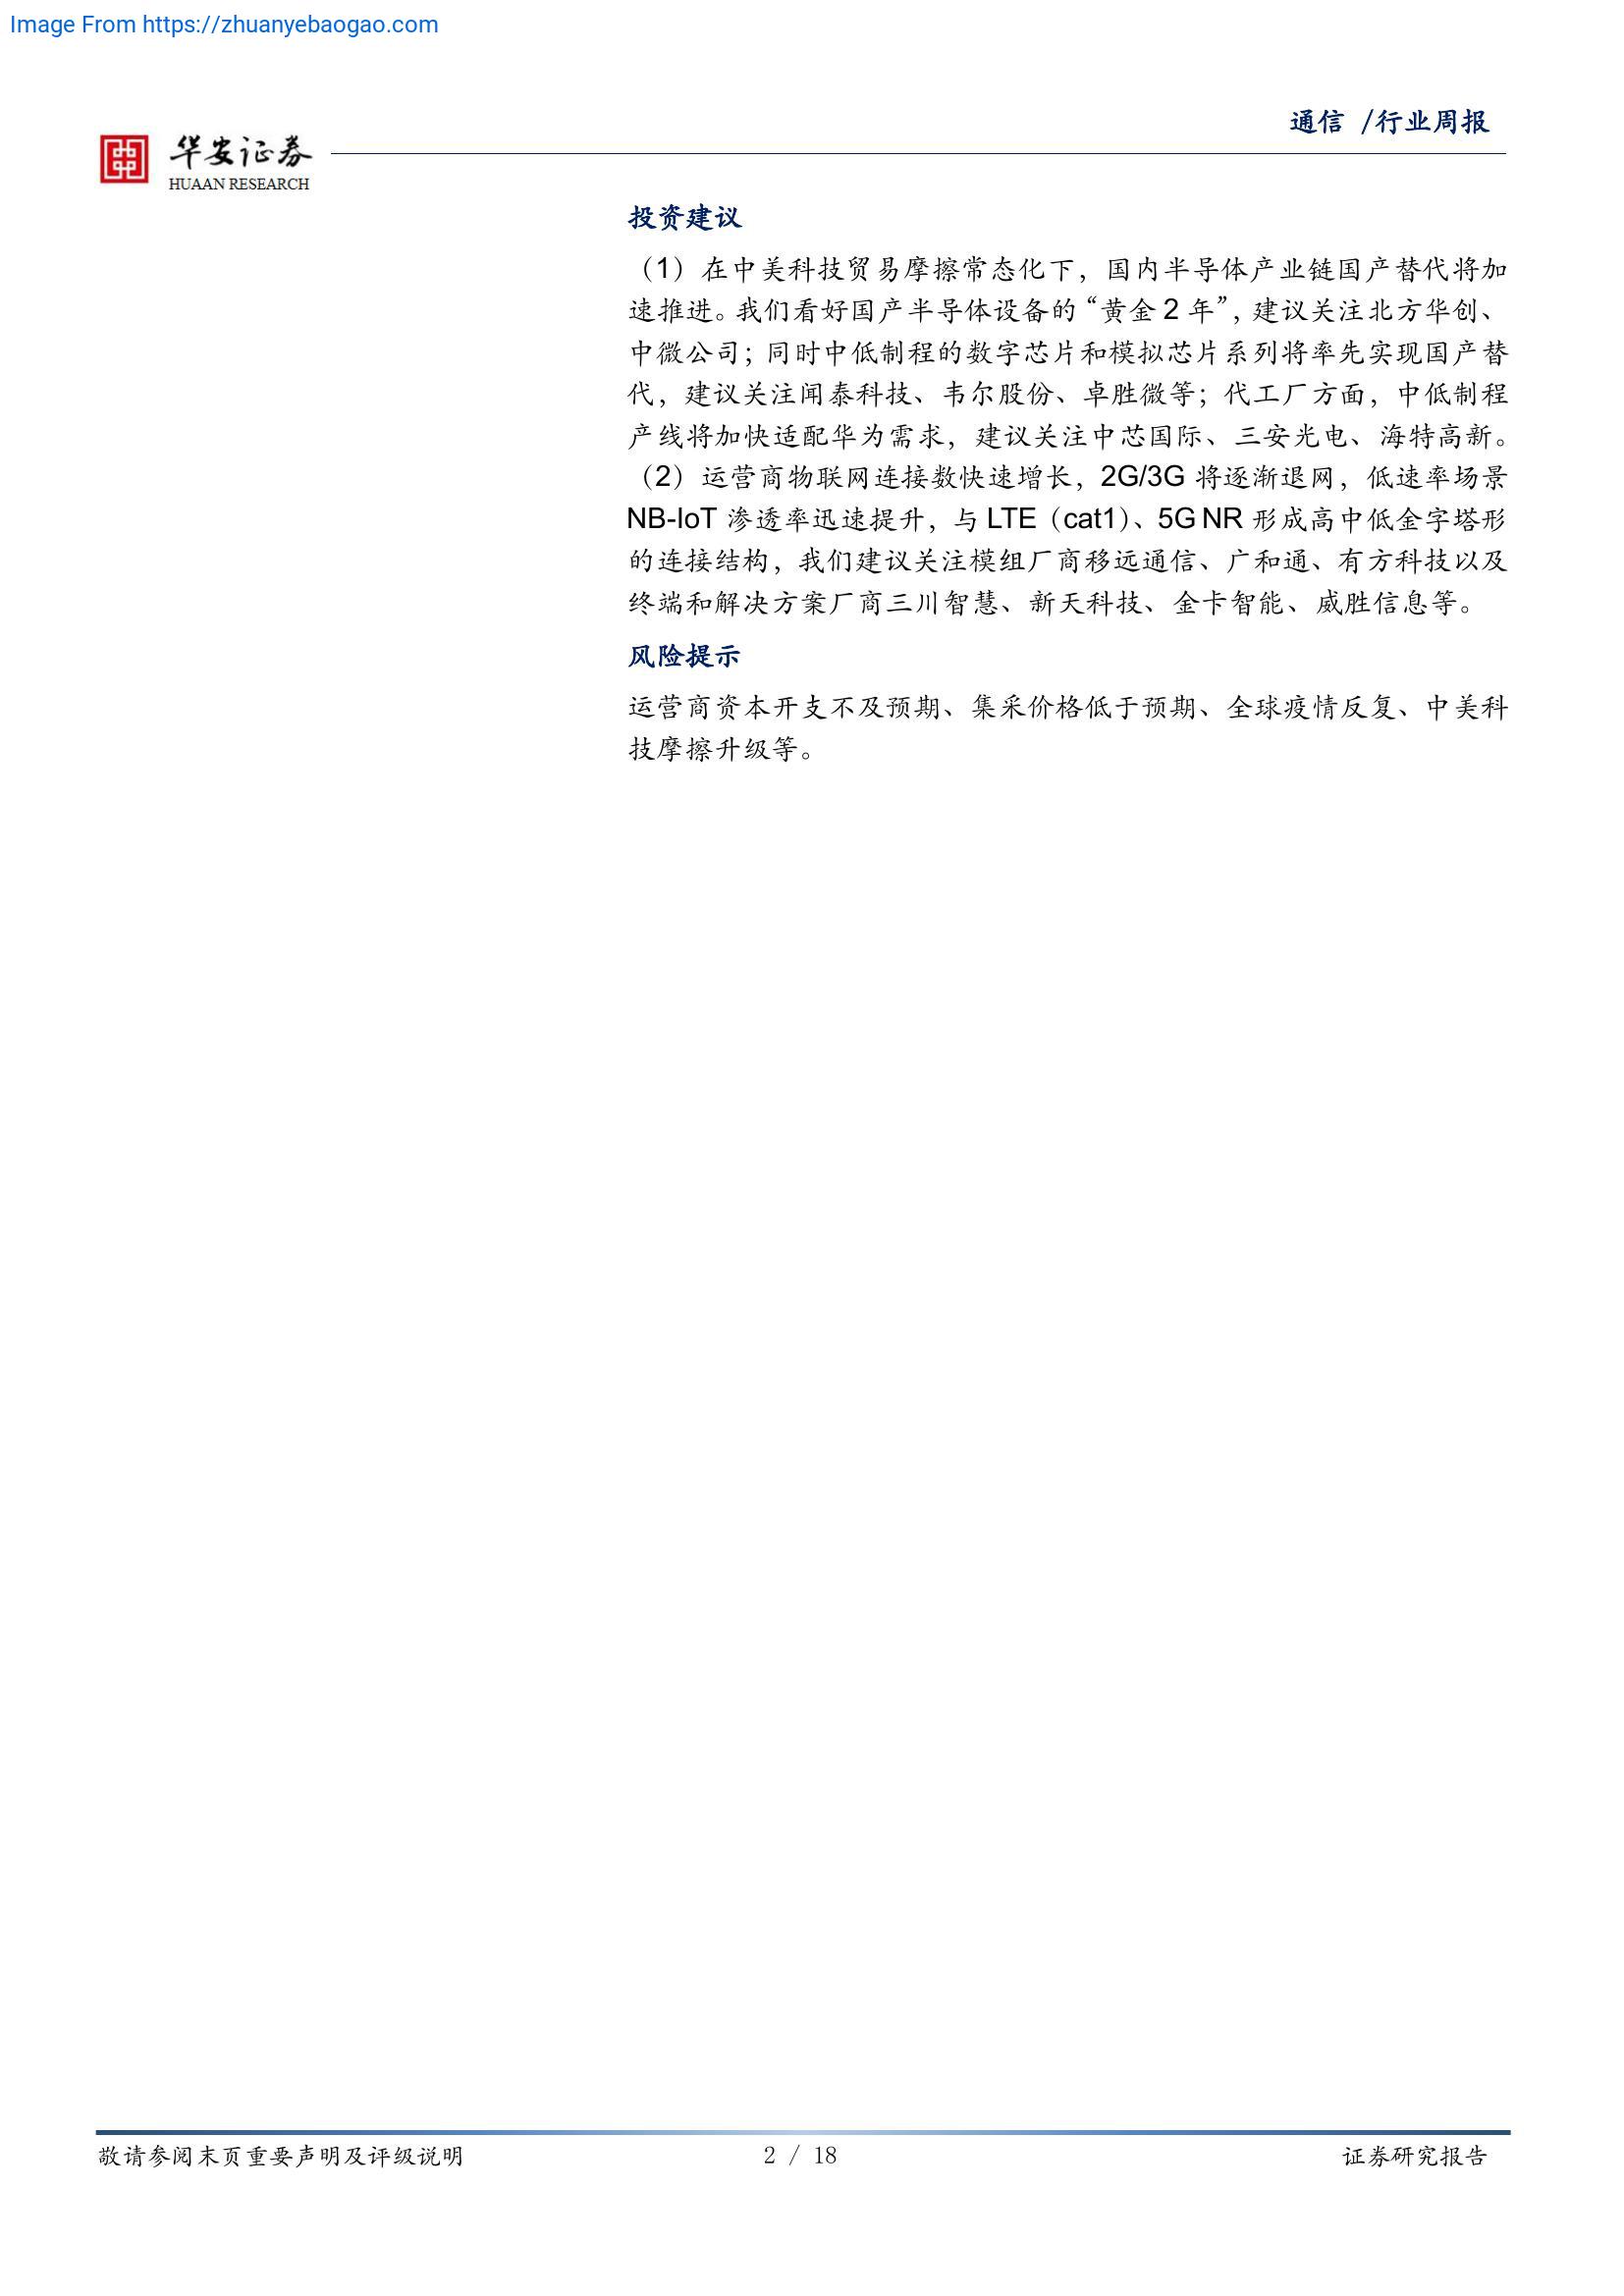 Image From https://zhuanyebaogao.com
通信 /行业周报
华安证券
HUAAN RESEARCH
投资建议
（1）在中美科技贸易摩擦常态化下，国内半导体产业链国产替代将加
速推进。我们看好国产半导体设备的“黄金 2 年”，建议关注北方华创、
中微公司；同时中低制程的数字芯片和模拟芯片系列将率先实现国产替
代，建议关注闻泰科技、韦尔股份、卓胜微等；代工厂方面，中低制程
产线将加快适配华为需求，建议关注中芯国际、三安光电、海特高新。
（2）运营商物联网连接数快速增长，2G/3G 将逐渐退网，低速率场景
NB-IoT 渗透率迅速提升，与 LTE（cat1）、5G NR 形成高中低金字塔形
的连接结构，我们建议关注模组厂商移远通信、广和通、有方科技以及
终端和解决方案厂商三川智慧、新天科技、金卡智能、威胜信息等。
风险提示
运营商资本开支不及预期、集采价格低于预期、全球疫情反复、中美科
技摩擦升级等。
敬请参阅末页重要声明及评级说明
2 / 18
证券研究报告